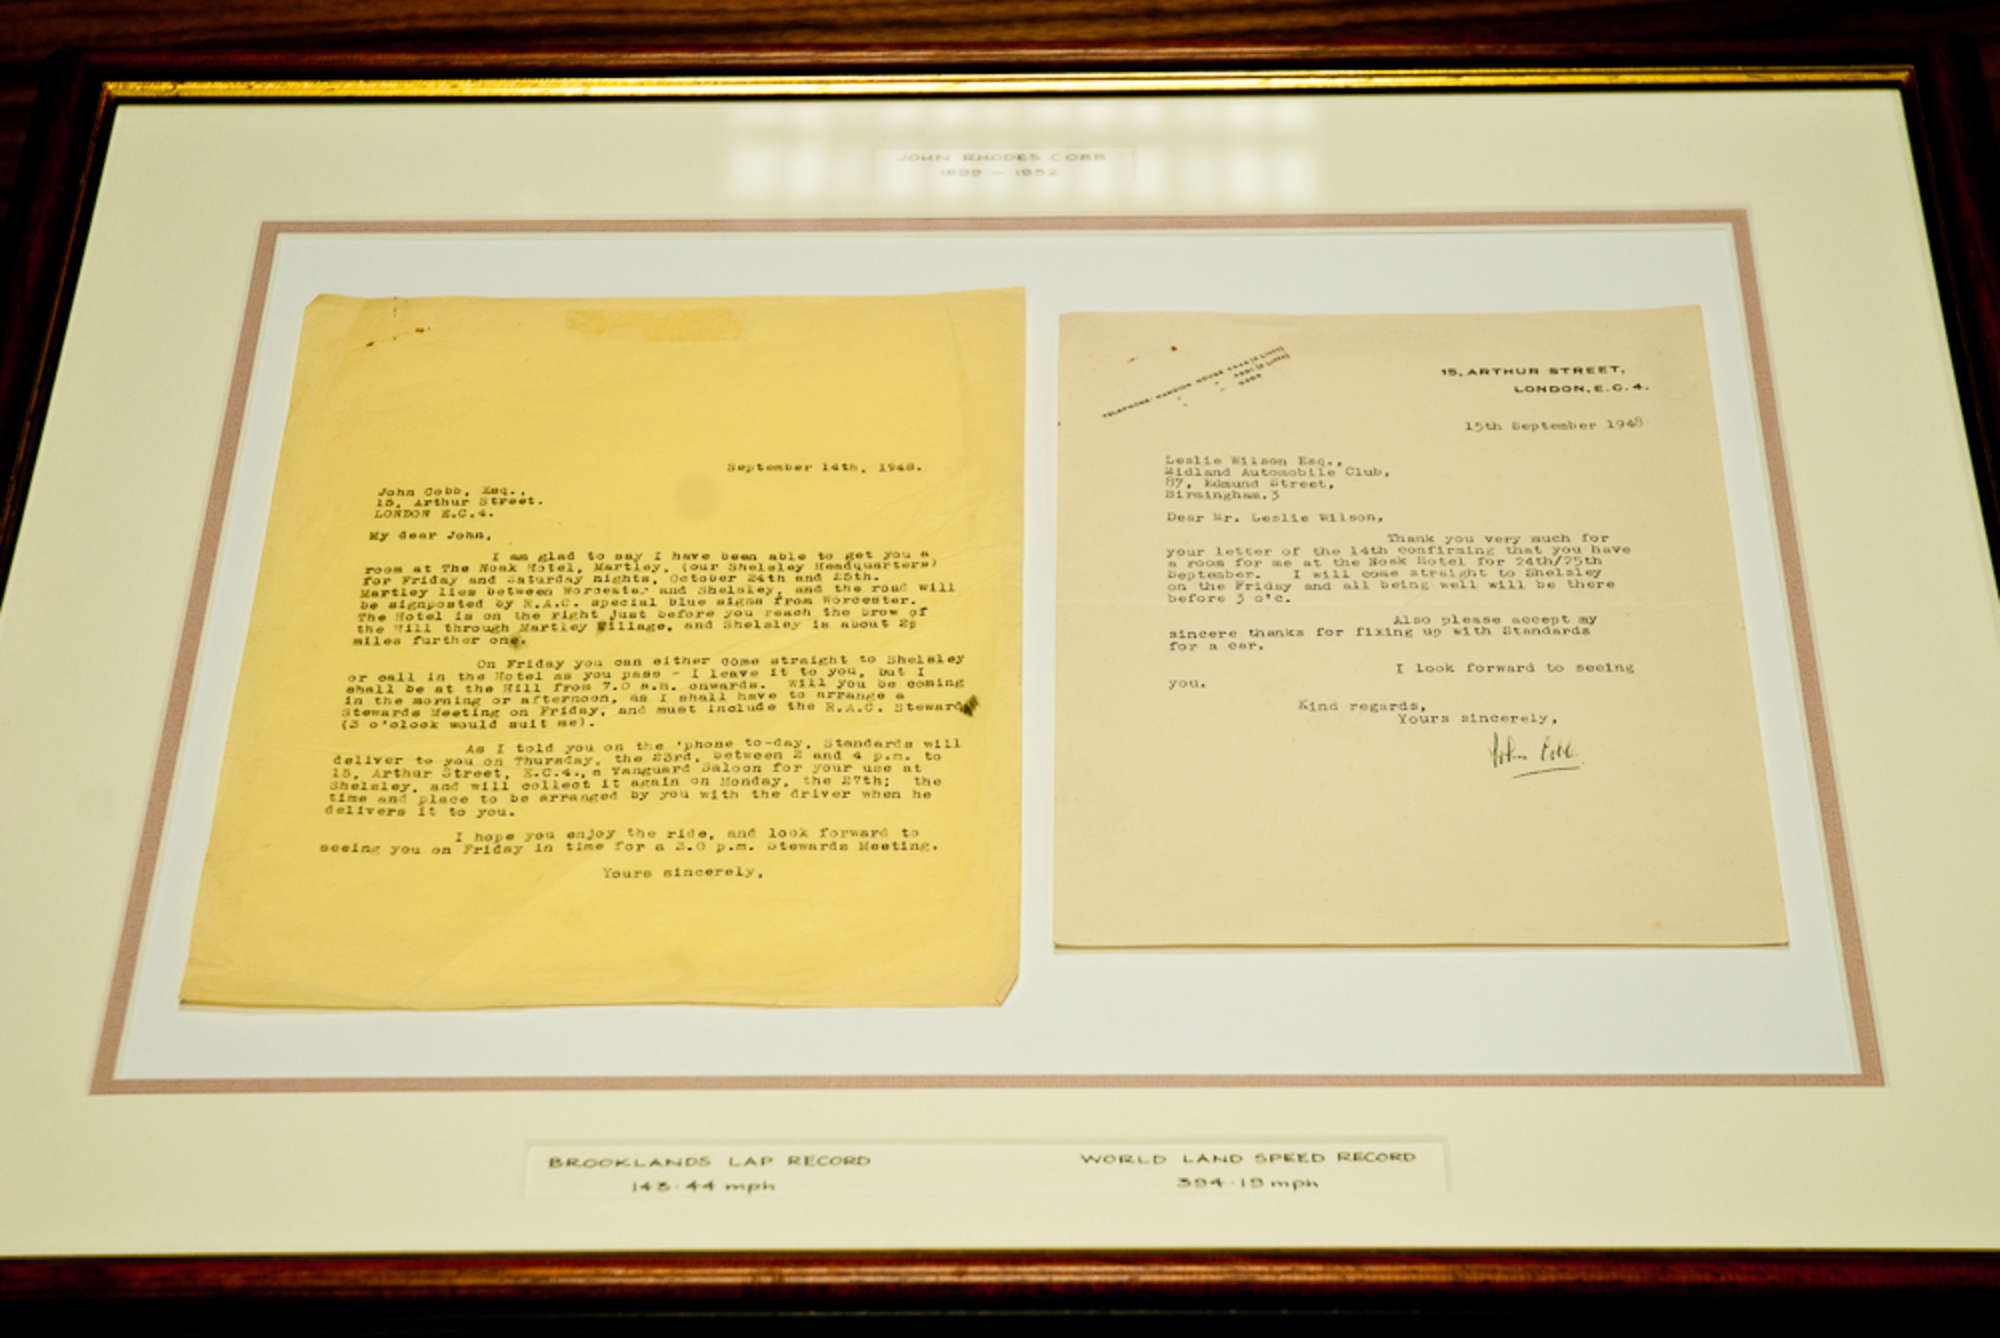 JOHN RHODES COBB
1899 — 1952
September 14th, 1948.
John Cobb, Esq.,
15, Arthur Street.
LONDON E.C.4.
My dear John,
I am glad to say I have been able to get you a
room at The Noak Hotel, Martley, (our Shelsley Headquarters)
for Friday and Saturday nights, October 24th and 25th.
Martley lies between Worcester and Shelsley, and the road will
be signposted by R.A.C. special blue signs from Worcester.
The Hotel is on the right just before you reach the brow of
the Hill through Martley Village, and Shelsley is about 2½
miles further one.
On Friday you can either come straight to Shelsley
or call in the Hotel as you pass - I leave it to you, but I
shall be at the Hill from 7.0 a.m. onwards. Will you be coming
in the morning or afternoon, as I shall have to arrange a
Stewards Meeting on Friday, and must include the R.A.C. Steward
(3 o'clock would suit me).
As I told you on the 'phone to-day, Standards will
deliver to you on Thursday, the 23rd, between 2 and 4 p.m. to
15, Arthur Street, E.C.4., a Vanguard Saloon for your use at
Shelsley, and will collect it again on Monday, the 27th; the
time and place to be arranged by you with the driver when he
delivers it to you.
I hope you enjoy the ride, and look forward to
seeing you on Friday in time for a 3.0 p.m. Stewards Meeting.
Yours sincerely,
TELEPHONE: MANSION HOUSE
15, ARTHUR STREET,
LONDON, E.C.4.
15th September 1948
Leslie Wilson Esq.,
Midland Automobile Club,
87, Edmund Street,
Birmingham.3
Dear Mr. Leslie Wilson,
Thank you very much for
your letter of the 14th confirming that you have
a room for me at the Noak Hotel for 24th/25th
September. I will come straight to Shelsley
on the Friday and all being well will be there
before 3 o'c.
Also please accept my
sincere thanks for fixing up with Standards
for a car.
I look forward to seeing
you.
Kind regards,
Yours sincerely,
John Cobb.
BROOKLANDS LAP RECORD
143·44 mph
WORLD LAND SPEED RECORD
394·19 mph